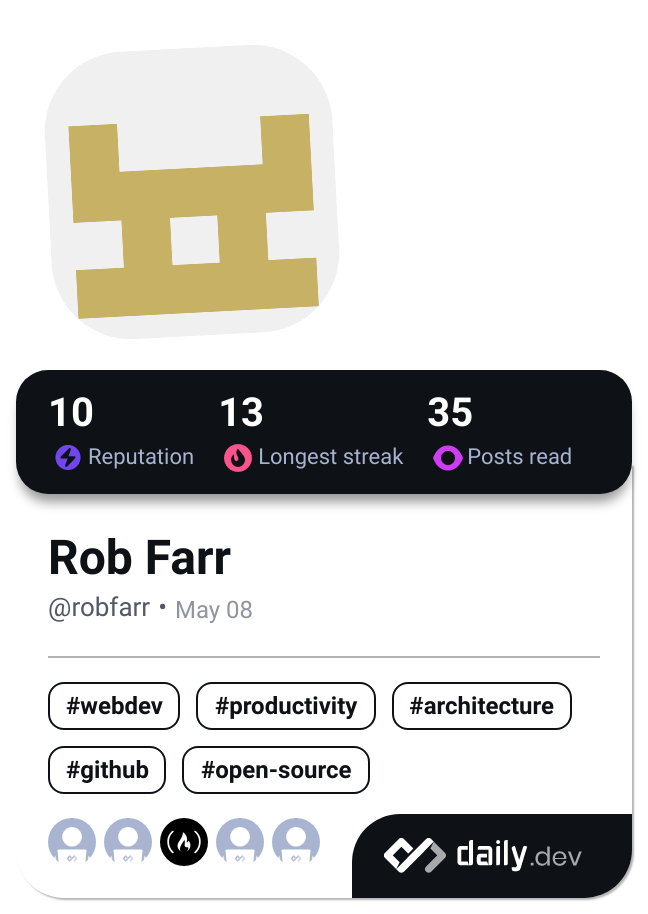 10 13 35
Reputation Longest streak Posts read
Rob Farr
@robfarr • May 08
#webdev #productivity #architecture
#github #open-source
daily.dev